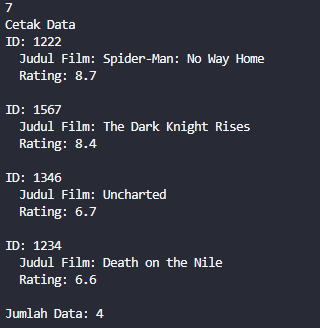 7
Cetak Data
ID: 1222
  Judul Film: Spider-Man: No Way Home
  Rating: 8.7

ID: 1567
  Judul Film: The Dark Knight Rises
  Rating: 8.4

ID: 1346
  Judul Film: Uncharted
  Rating: 6.7

ID: 1234
  Judul Film: Death on the Nile
  Rating: 6.6

Jumlah Data: 4